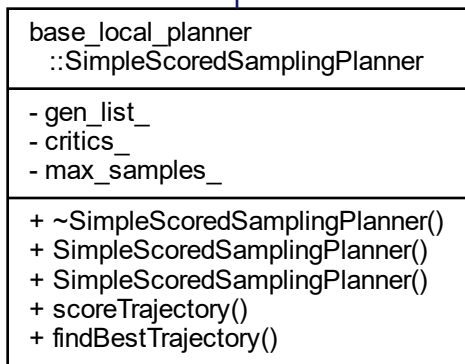 base_local_planner
::SimpleScoredSamplingPlanner
- gen_list_
- critics_
- max_samples_
+ ~SimpleScoredSamplingPlanner()
+ SimpleScoredSamplingPlanner()
+ SimpleScoredSamplingPlanner()
+ scoreTrajectory()
+ findBestTrajectory()